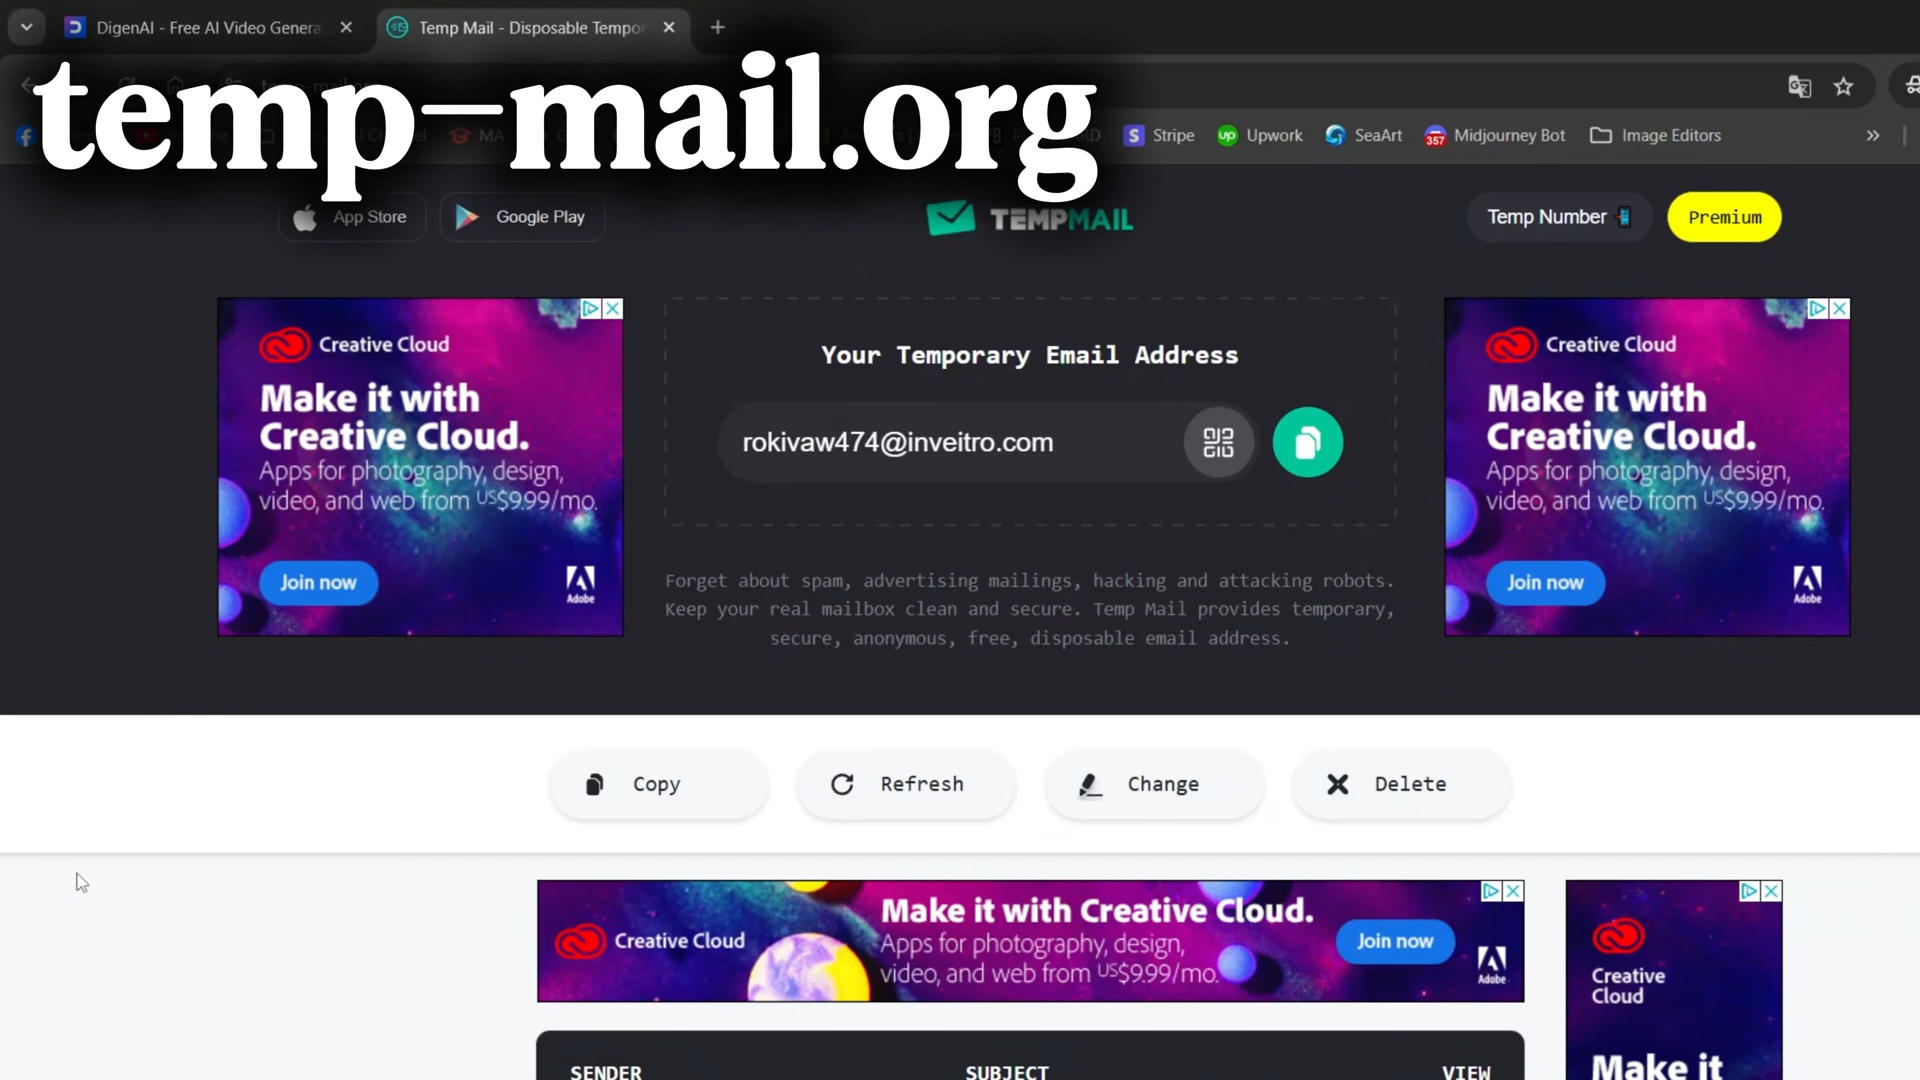 DigenAI - Free AI Video Genera
Temp Mail - Disposable Tempo
temp-mail.org
Stripe
Upwork
SeaArt
357
Midjourney Bot
Image Editors
App Store
Google Play
TEMPMAIL
Temp Number
Premium
Creative Cloud
Make it with
Creative Cloud.
Apps for photography, design,
video, and web from US$9.99/mo.
Join now
Adobe
Your Temporary Email Address
rokivaw474@inveitro.com
Forget about spam, advertising mailings, hacking and attacking robots.
Keep your real mailbox clean and secure. Temp Mail provides temporary,
secure, anonymous, free, disposable email address.
Creative Cloud
Make it with
Creative Cloud.
Apps for photography, design,
video, and web from US$9.99/mo.
Join now
Adobe
Copy
Refresh
Change
Delete
Creative Cloud
Make it with Creative Cloud.
Apps for photography, design,
video, and web from US$9.99/mo.
Join now
Adobe
Creative
Cloud
Make it
SENDER
SUBJECT
VIEW